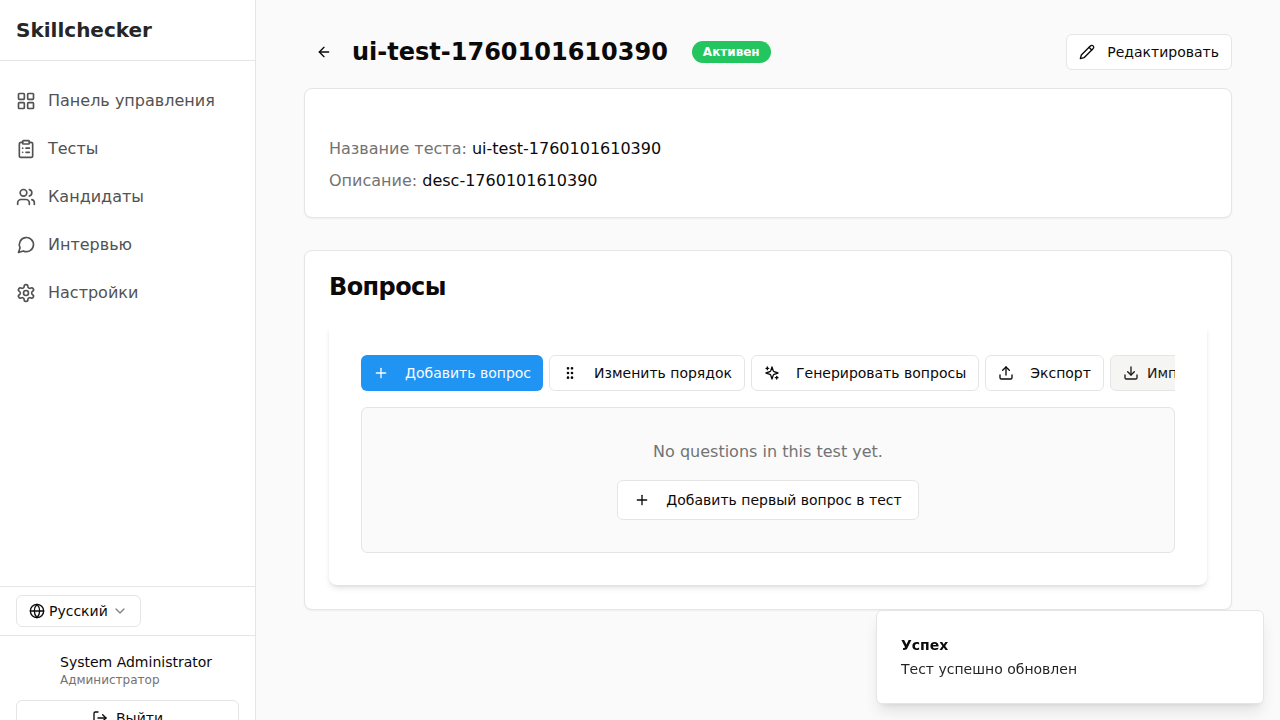 Skillchecker
Панель управления
Тесты
Кандидаты
Интервью
Настройки
Русский
System Administrator
Администратор
Выйти
ui-test-1760101610390
Активен
Редактировать
Название теста: ui-test-1760101610390
Описание: desc-1760101610390
Вопросы
Добавить вопрос
Изменить порядок
Генерировать вопросы
Экспорт
No questions in this test yet.
Добавить первый вопрос в тест
Успех
Тест успешно обновлен